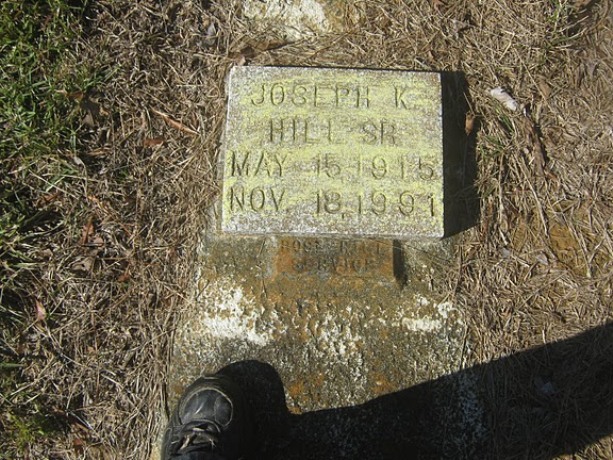 JOSEPH K.
HILL SR
MAY 15, 1915
NOV. 18, 1991